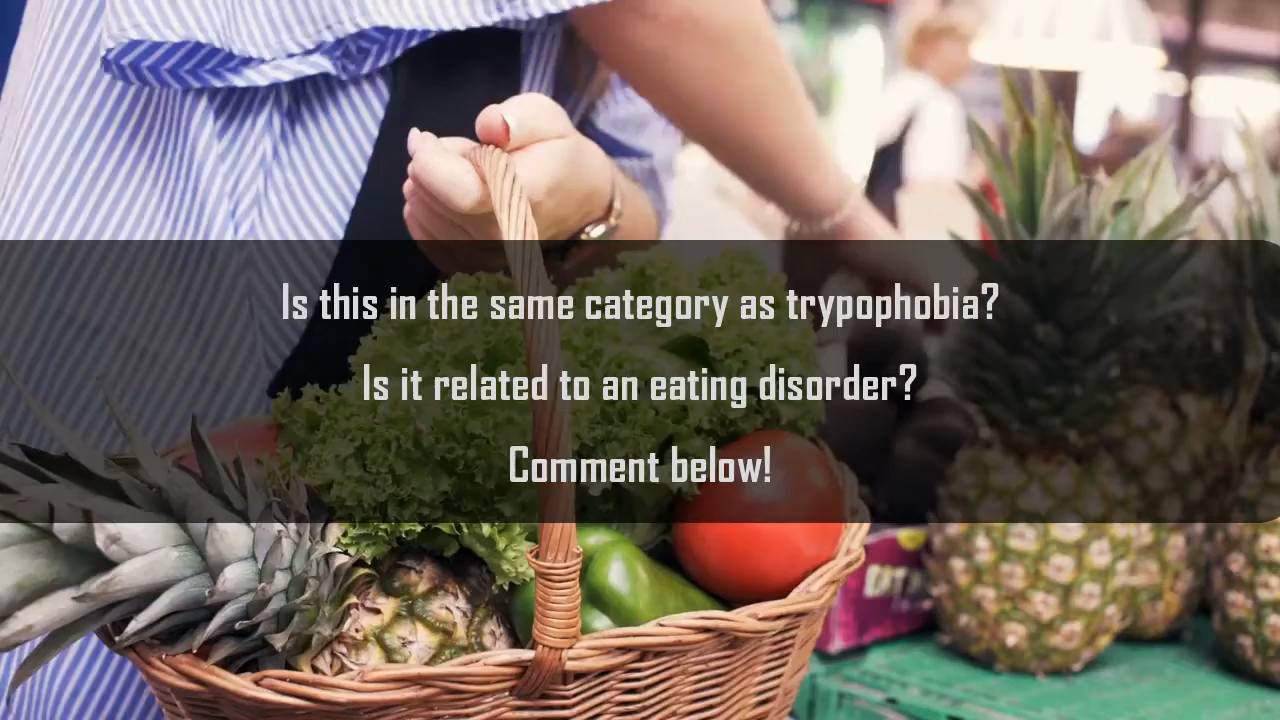 Is this in the same category as trypophobia?
Is it related to an eating disorder?
Comment below!